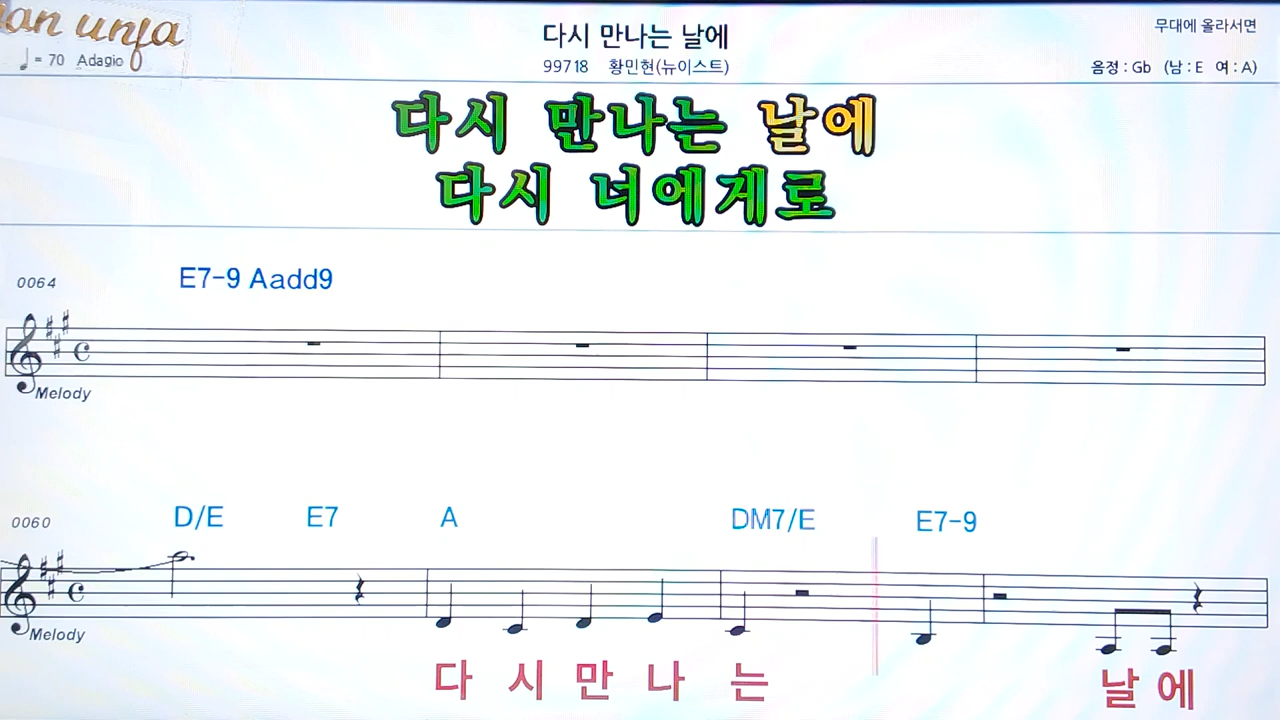 an unfa
♩ = 70 Adagio
다시 만나는 날에
99718 황민현(뉴이스트)
무대에 올라서면
음정 : Gb (남 : E 여 : A)
다시 만나는 날에
다시 너에게로
0064
E7-9 Aadd9
Melody
0060
D/E E7 A DM7/E E7-9
Melody
다 시 만 나 는 날 에